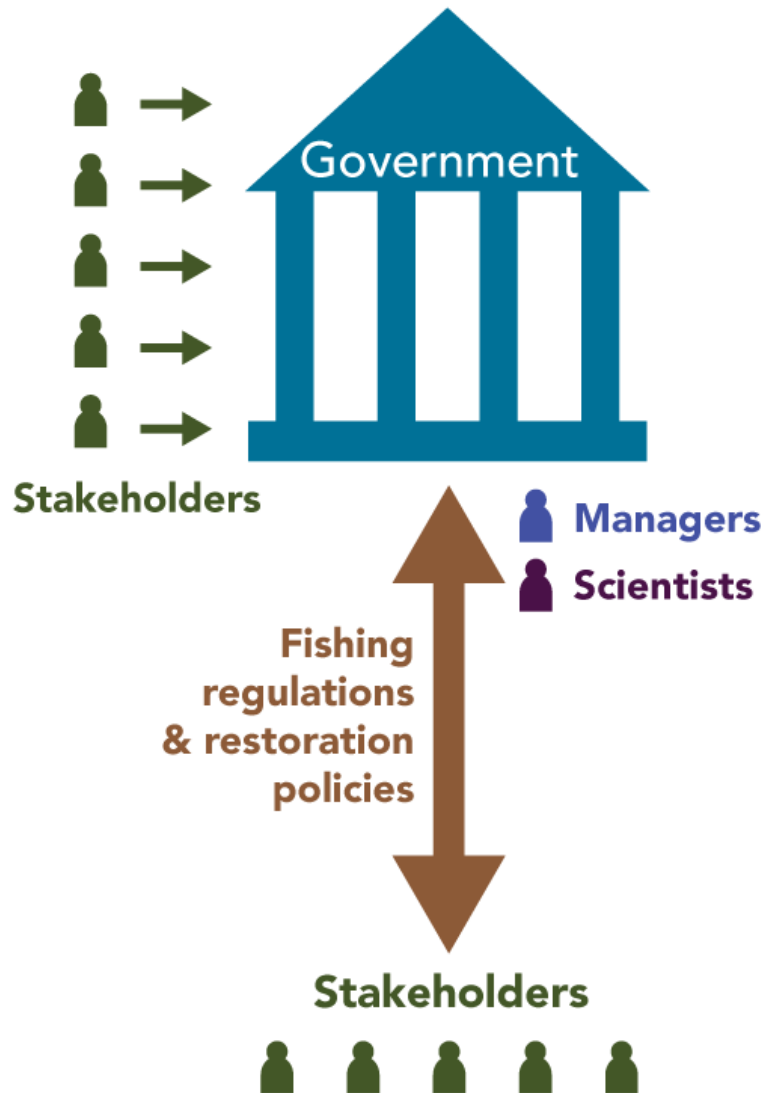 Government
Stakeholders
Managers
Scientists
Fishing
regulations
& restoration
policies
Stakeholders